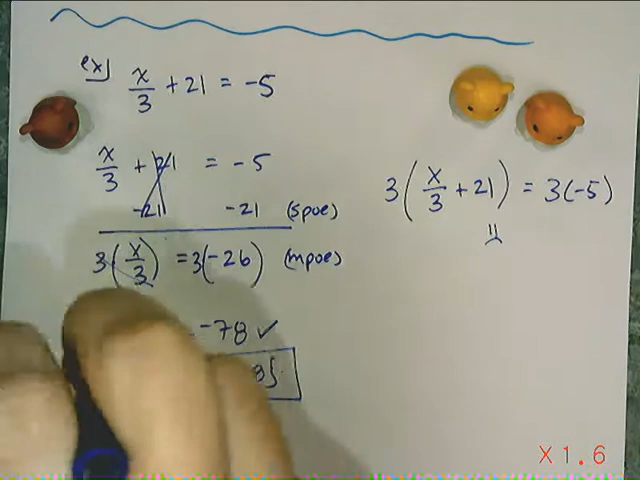 ex) x/3 + 21 = -5
x/3 + 21 = -5
-21 -21 (spoe)
3(x/3) = 3(-26) (mpoe)
-78 ✓
8}
3(x/3 + 21) = 3(-5)
X1.6